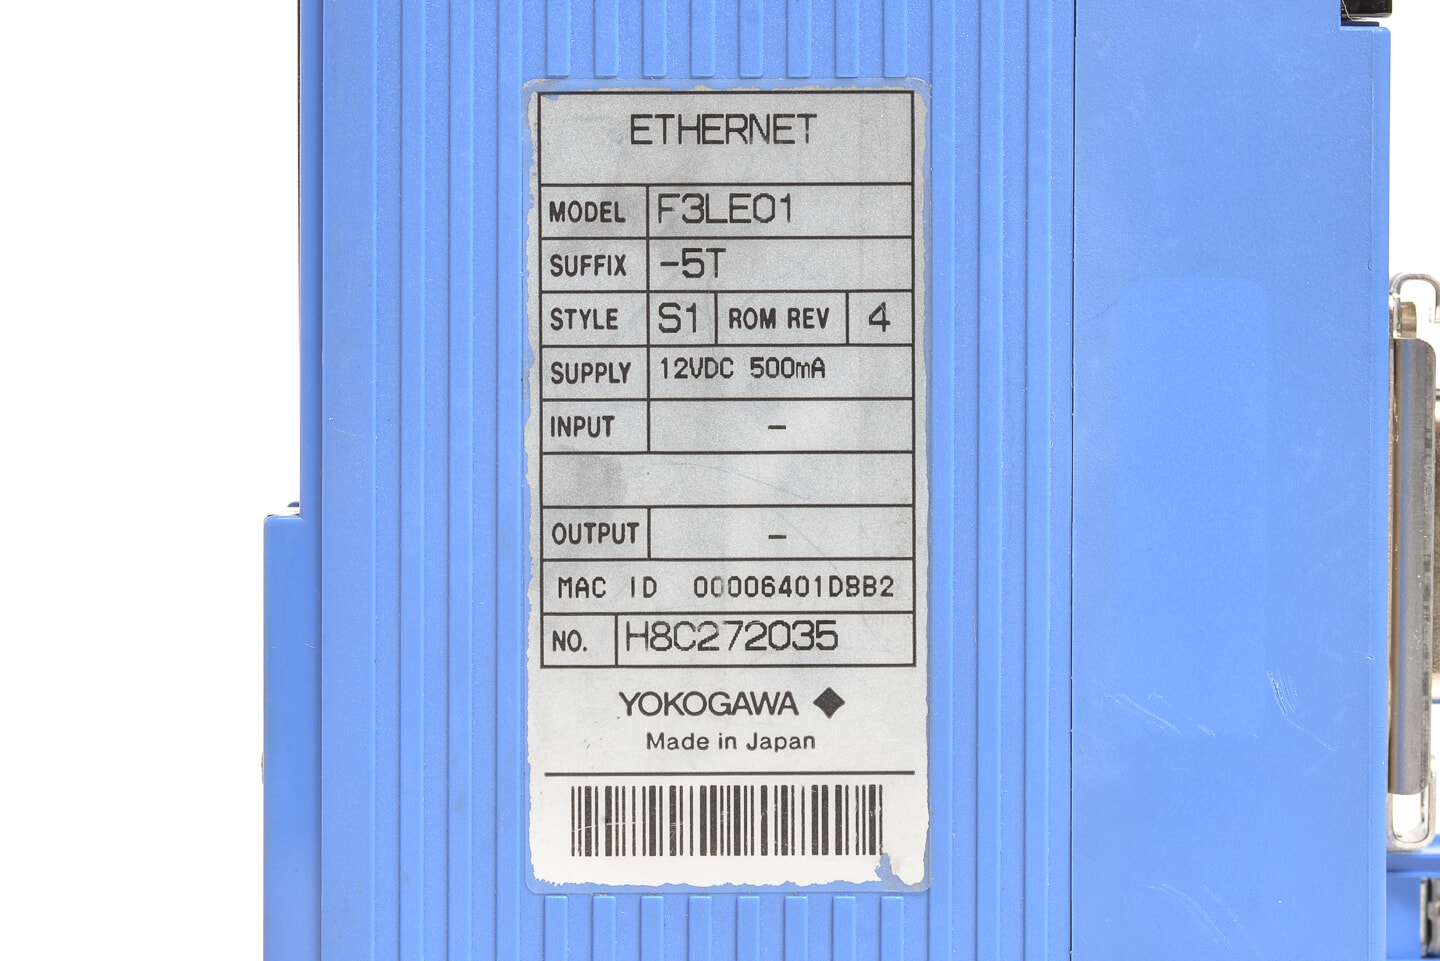 ETHERNET
MODEL F3LE01
SUFFIX -5T
STYLE S1 ROM REV 4
SUPPLY 12VDC 500mA
INPUT -
OUTPUT -
MAC ID 00006401DBB2
NO. H8C272035
YOKOGAWA
Made in Japan